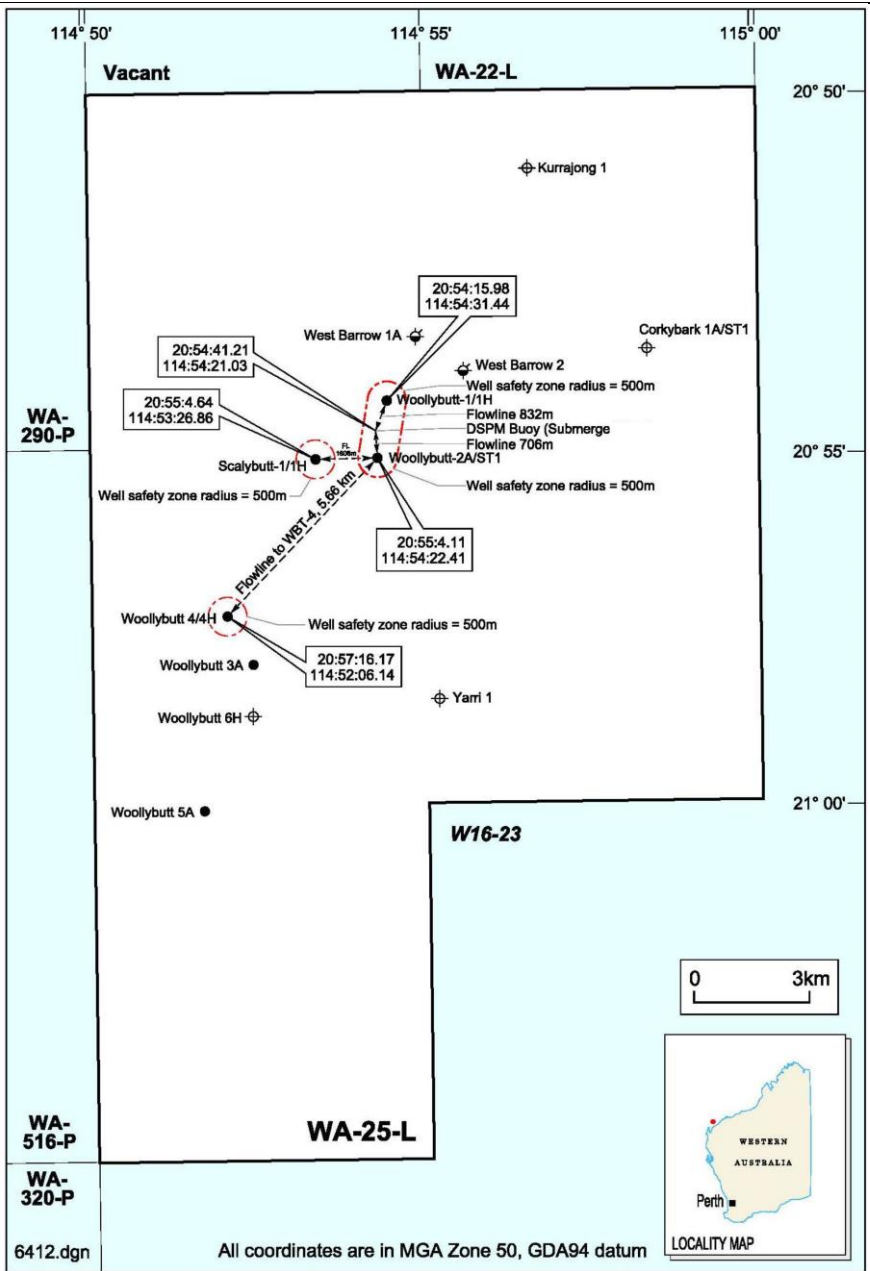 114° 50'
114° 55'
115° 00'
Vacant
WA-22-L
20° 50'
Kurrajong 1
20:54:15.98
114:54:31.44
West Barrow 1A
Corkybark 1A/ST1
20:54:41.21
114:54:21.03
West Barrow 2
Well safety zone radius = 500m
20:55:4.64
114:53:26.86
Woollybutt-1/1H
Flowline 832m
WA-
290-P
DSPM Buoy (Submerge
Flowline 706m
20° 55'
FL
1606m
Woollybutt-2A/ST1
Scalybutt-1/1H
Well safety zone radius = 500m
Well safety zone radius = 500m
20:55:4.11
114:54:22.41
Flowline to WBT-4, 5.66 km
Woollybutt 4/4H
Well safety zone radius = 500m
20:57:16.17
114:52:06.14
Woollybutt 3A
Yarri 1
Woollybutt 6H
21° 00'
Woollybutt 5A
W16-23
0 3km
WA-
516-P
WA-25-L
WESTERN
AUSTRALIA
WA-
320-P
Perth
6412.dgn
All coordinates are in MGA Zone 50, GDA94 datum
LOCALITY MAP